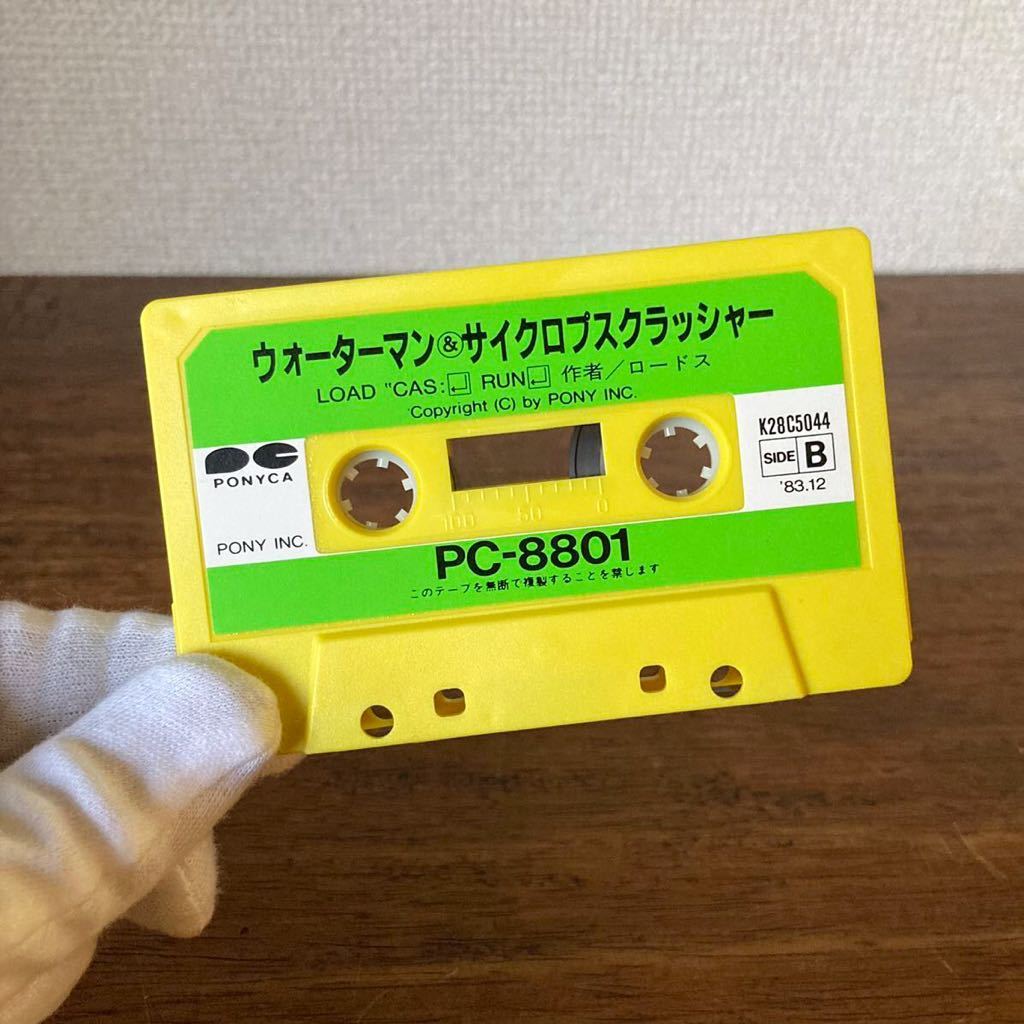 ウォーターマン&サイクロプスクラッシャー
LOAD "CAS:⏎ RUN⏎ 作者/ロードス
Copyright (C) by PONY INC.
PC
PONYCA
PONY INC.
K28C5044
SIDE B
'83.12
100 50 0
PC-8801
このテープを無断で複製することを禁します